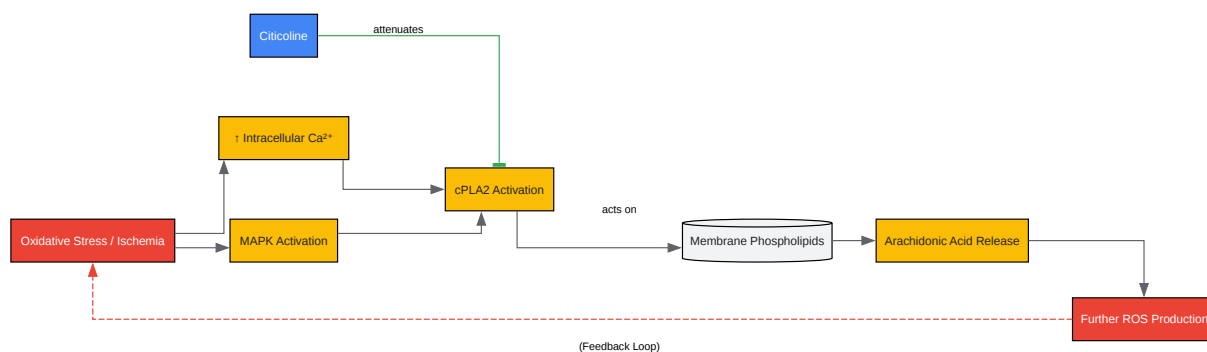 Citicoline
attenuates
↑ Intracellular Ca²⁺
cPLA2 Activation
acts on
Oxidative Stress / Ischemia
MAPK Activation
Membrane Phospholipids
Arachidonic Acid Release
Further ROS Production
(Feedback Loop)